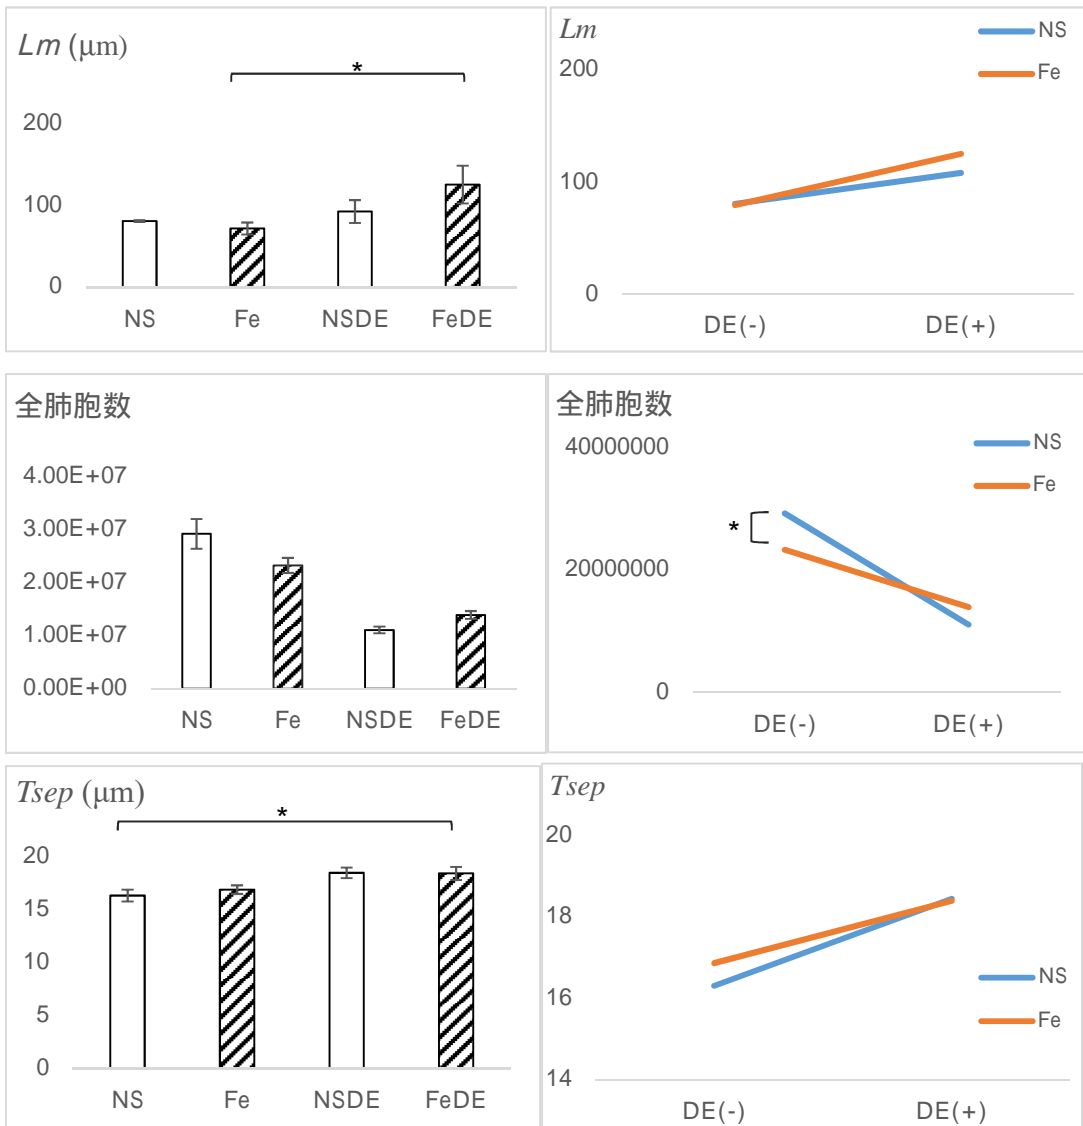 Lm (μm)
*
200
100
0
NS Fe NSDE FeDE
Lm
NS
Fe
200
100
0
DE(-) DE(+)
全肺胞数
4.00E+07
3.00E+07
2.00E+07
1.00E+07
0.00E+00
NS Fe NSDE FeDE
全肺胞数
40000000
NS
Fe
*
20000000
0
DE(-) DE(+)
Tsep (μm)
*
20
15
10
5
0
NS Fe NSDE FeDE
Tsep
20
18
16
14
NS
Fe
DE(-) DE(+)